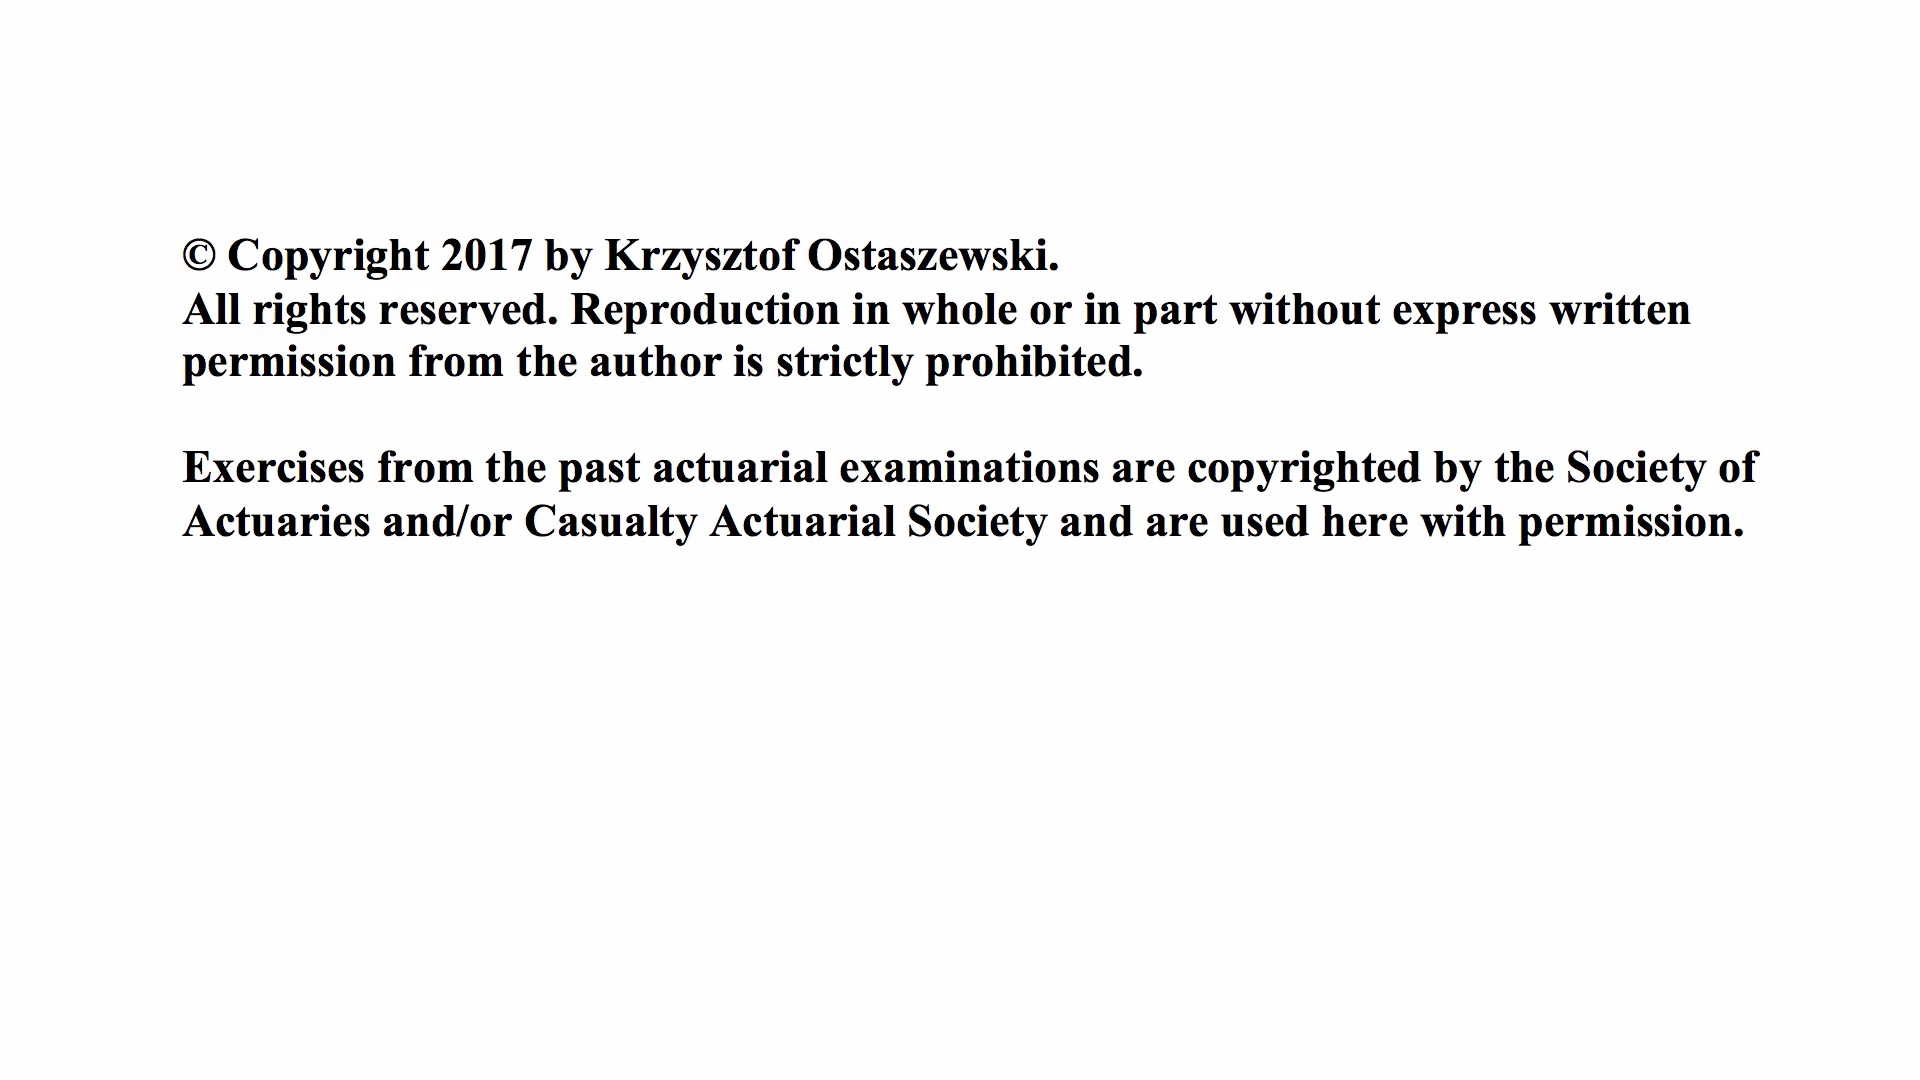 © Copyright 2017 by Krzysztof Ostaszewski.
All rights reserved. Reproduction in whole or in part without express written
permission from the author is strictly prohibited.
Exercises from the past actuarial examinations are copyrighted by the Society of
Actuaries and/or Casualty Actuarial Society and are used here with permission.